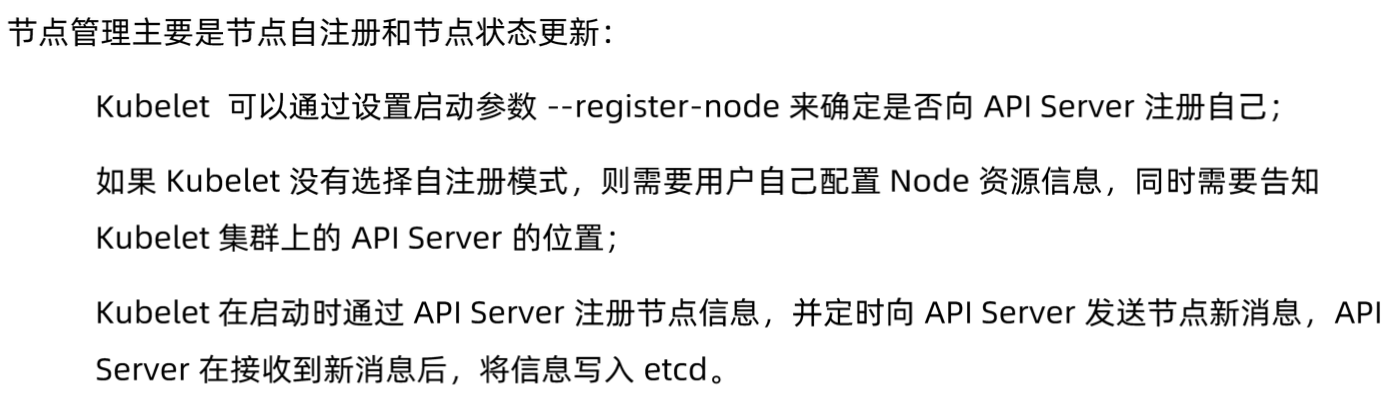 节点管理主要是节点自注册和节点状态更新：
Kubelet 可以通过设置启动参数 --register-node 来确定是否向 API Server 注册自己；
如果 Kubelet 没有选择自注册模式，则需要用户自己配置 Node 资源信息，同时需要告知
Kubelet 集群上的 API Server 的位置；
Kubelet 在启动时通过 API Server 注册节点信息，并定时向 API Server 发送节点新消息，API
Server 在接收到新消息后，将信息写入 etcd。